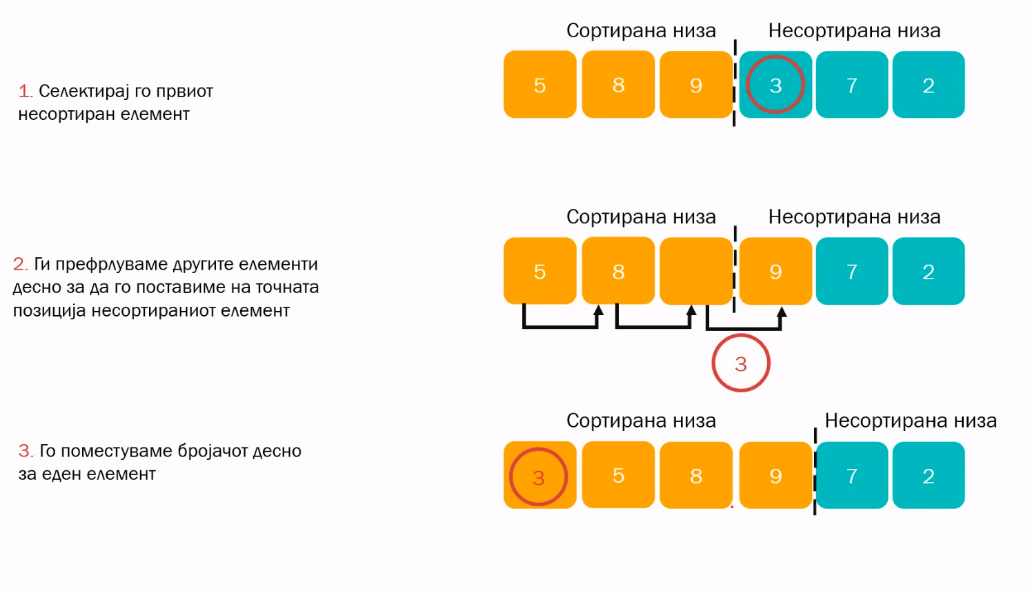 Сортирана низа Несортирана низа
5 8 9 3 7 2
1. Селектирај го првиот
несортиран елемент
Сортирана низа Несортирана низа
5 8 9 7 2
2. Ги префрлуваме другите елементи
десно за да го поставиме на точната
позиција несортираниот елемент
3
Сортирана низа Несортирана низа
3 5 8 9 7 2
3. Го поместуваме бројачот десно
за еден елемент